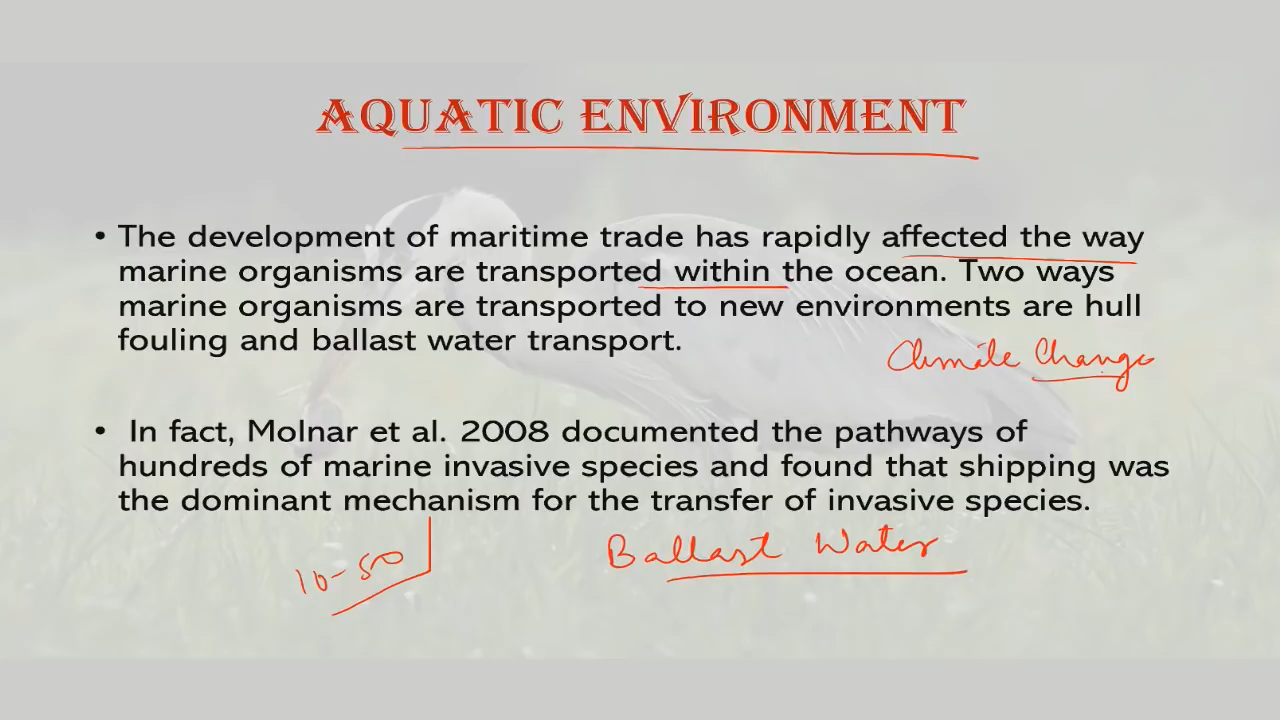 AQUATIC ENVIRONMENT
• The development of maritime trade has rapidly affected the way
marine organisms are transported within the ocean. Two ways
marine organisms are transported to new environments are hull
fouling and ballast water transport.
Climate Change
• In fact, Molnar et al. 2008 documented the pathways of
hundreds of marine invasive species and found that shipping was
the dominant mechanism for the transfer of invasive species.
Ballast Water
10-50